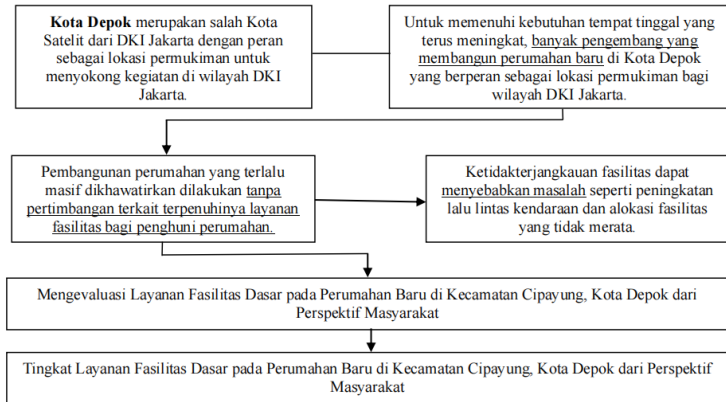 Kota Depok merupakan salah Kota
Satelit dari DKI Jakarta dengan peran
sebagai lokasi permukiman untuk
menyokong kegiatan di wilayah DKI
Jakarta.
Untuk memenuhi kebutuhan tempat tinggal yang
terus meningkat, banyak pengembang yang
membangun perumahan baru di Kota Depok
yang berperan sebagai lokasi permukiman bagi
wilayah DKI Jakarta.
Pembangunan perumahan yang terlalu
masif dikhawatirkan dilakukan tanpa
pertimbangan terkait terpenuhinya layanan
fasilitas bagi penghuni perumahan.
Ketidakterjangkauan fasilitas dapat
menyebabkan masalah seperti peningkatan
lalu lintas kendaraan dan alokasi fasilitas
yang tidak merata.
Mengevaluasi Layanan Fasilitas Dasar pada Perumahan Baru di Kecamatan Cipayung, Kota Depok dari
Perspektif Masyarakat
Tingkat Layanan Fasilitas Dasar pada Perumahan Baru di Kecamatan Cipayung, Kota Depok dari Perspektif
Masyarakat